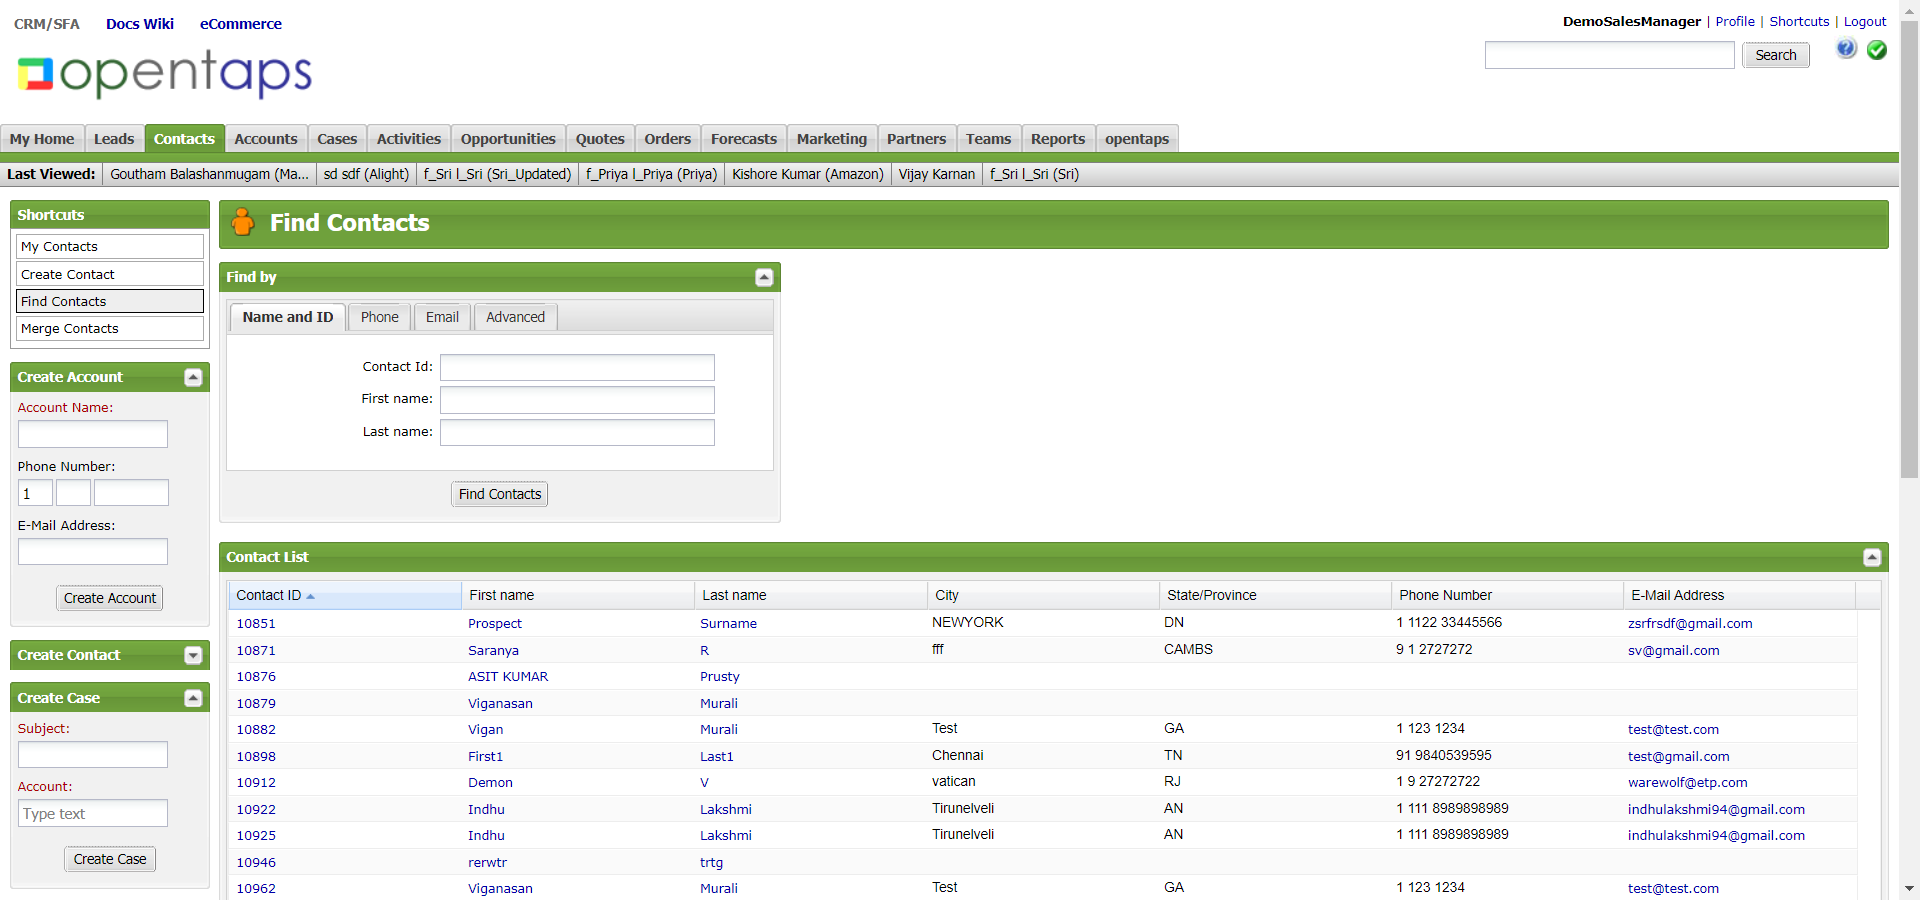 CRM/SFA Docs Wiki eCommerce
DemoSalesManager | Profile | Shortcuts | Logout
Search
opentaps
My Home Leads Contacts Accounts Cases Activities Opportunities Quotes Orders Forecasts Marketing Partners Teams Reports opentaps
Last Viewed: Goutham Balashanmugam (Ma... sd sdf (Alight) f_Sri l_Sri (Sri_Updated) f_Priya l_Priya (Priya) Kishore Kumar (Amazon) Vijay Karnan f_Sri l_Sri (Sri)
Shortcuts
My Contacts
Create Contact
Find Contacts
Merge Contacts
Create Account
Account Name:
Phone Number:
1
E-Mail Address:
Create Account
Create Contact
Create Case
Subject:
Account:
Type text
Create Case
Find Contacts
Find by
Name and ID Phone Email Advanced
Contact Id:
First name:
Last name:
Find Contacts
Contact List
Contact ID First name Last name City State/Province Phone Number E-Mail Address
10851 Prospect Surname NEWYORK DN 1 1122 33445566 zsrfrsdf@gmail.com
10871 Saranya R fff CAMBS 9 1 2727272 sv@gmail.com
10876 ASIT KUMAR Prusty
10879 Viganasan Murali
10882 Vigan Murali Test GA 1 123 1234 test@test.com
10898 First1 Last1 Chennai TN 91 9840539595 test@gmail.com
10912 Demon V vatican RJ 1 9 27272722 warewolf@etp.com
10922 Indhu Lakshmi Tirunelveli AN 1 111 8989898989 indhulakshmi94@gmail.com
10925 Indhu Lakshmi Tirunelveli AN 1 111 8989898989 indhulakshmi94@gmail.com
10946 rerwtr trtg
10962 Viganasan Murali Test GA 1 123 1234 test@test.com